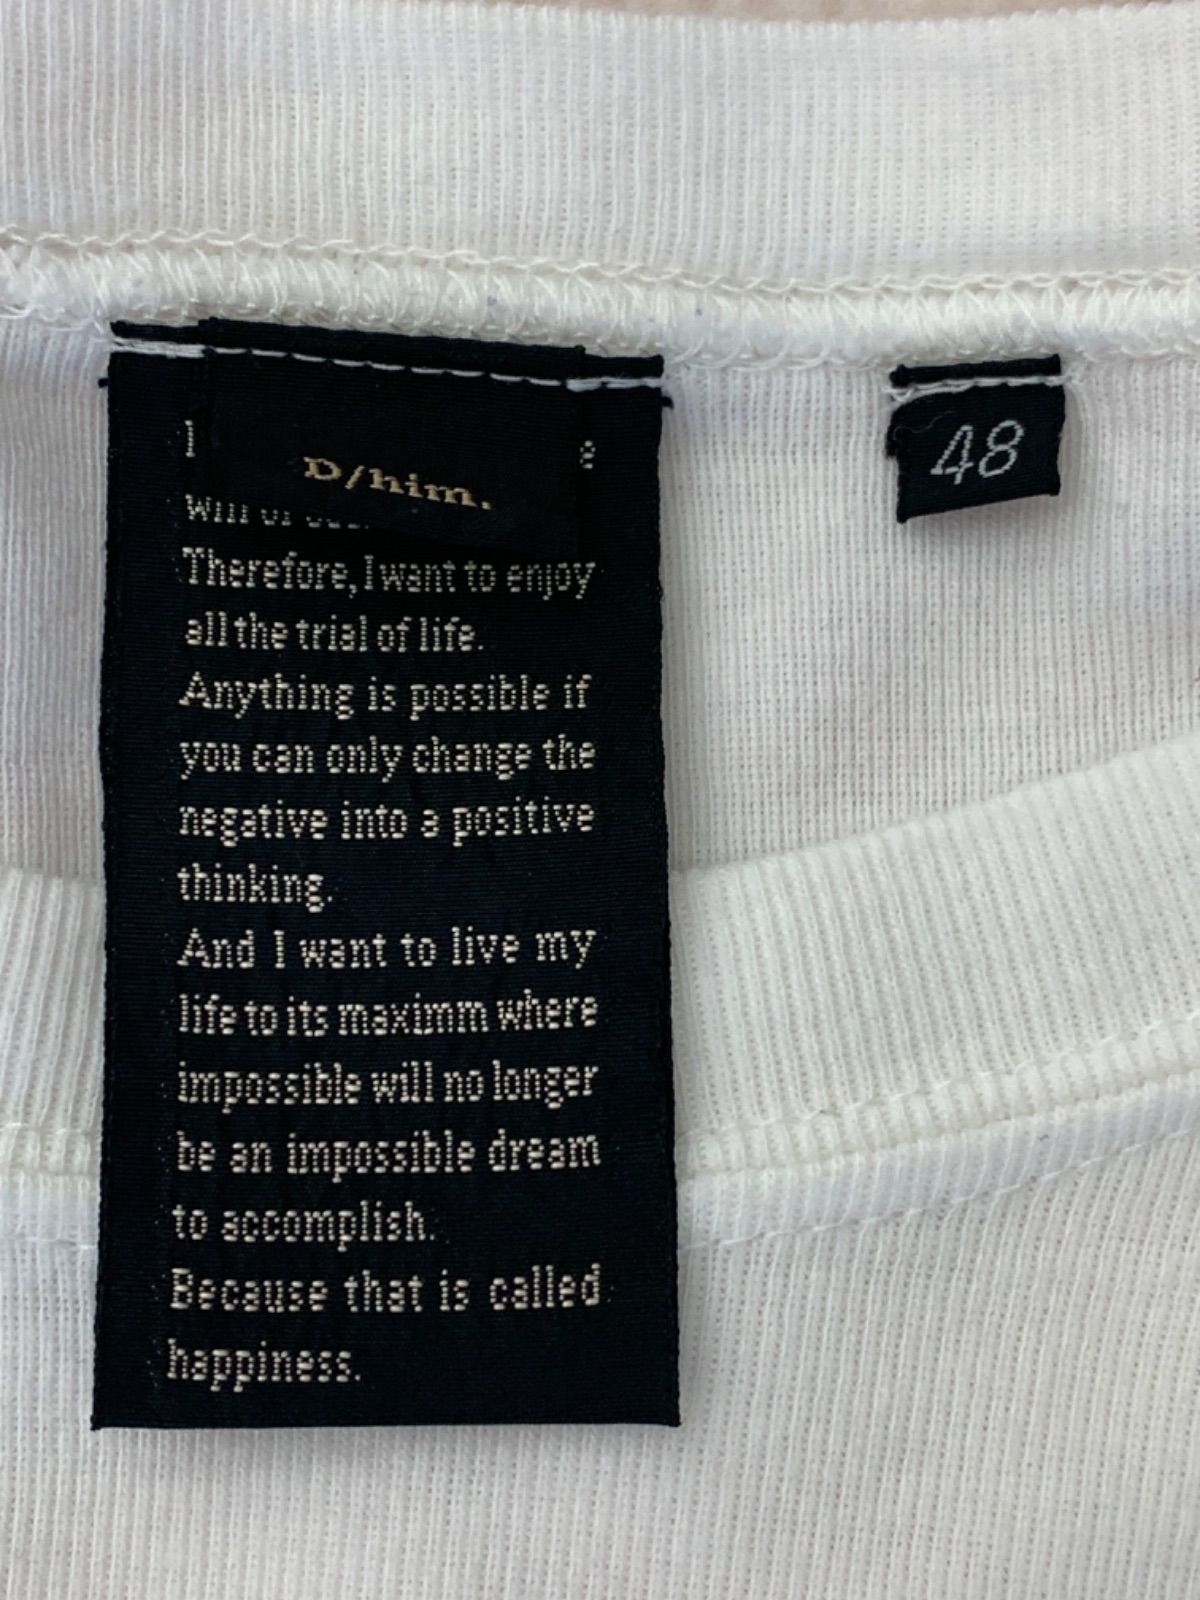 D/him.
48
Therefore, I want to enjoy
all the trial of life.
Anything is possible if
you can only change the
negative into a positive
thinking.
And I want to live my
life to its maximm where
impossible will no longer
be an impossible dream
to accomplish.
Because that is called
happiness.